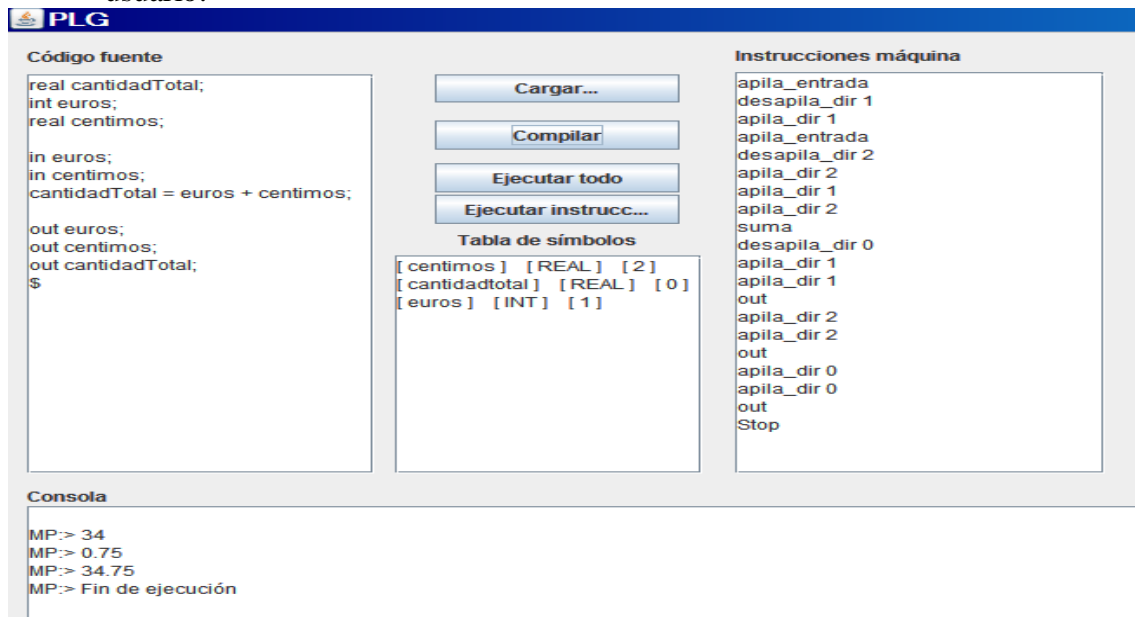 usuario.
PLG
Código fuente
real cantidadTotal;
int euros;
real centimos;
in euros;
in centimos;
cantidadTotal = euros + centimos;
out euros;
out centimos;
out cantidadTotal;
$
Cargar...
Compilar
Ejecutar todo
Ejecutar instrucc...
Tabla de símbolos
[ centimos ] [ REAL ] [ 2 ]
[ cantidadtotal ] [ REAL ] [ 0 ]
[ euros ] [ INT ] [ 1 ]
Instrucciones máquina
apila_entrada
desapila_dir 1
apila_dir 1
apila_entrada
desapila_dir 2
apila_dir 2
apila_dir 1
apila_dir 2
suma
desapila_dir 0
apila_dir 1
apila_dir 1
out
apila_dir 2
apila_dir 2
out
apila_dir 0
apila_dir 0
out
Stop
Consola
MP:> 34
MP:> 0.75
MP:> 34.75
MP:> Fin de ejecución